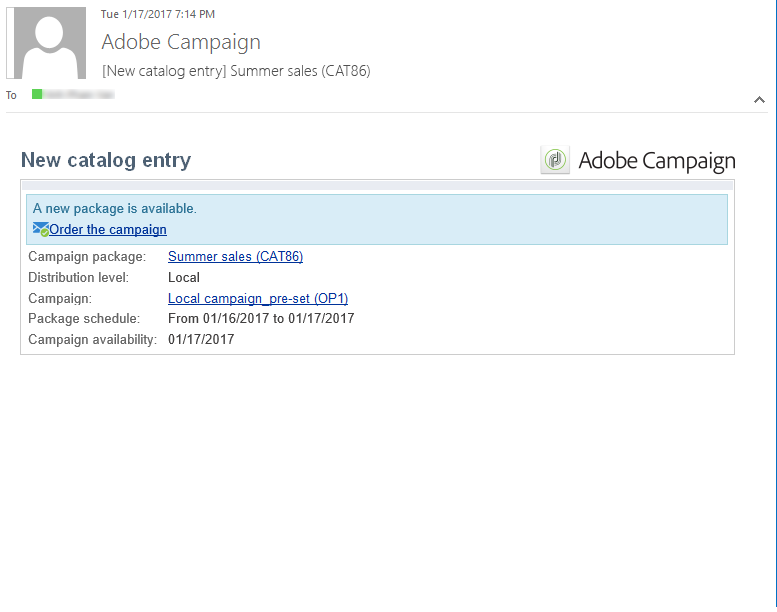 Tue 1/17/2017 7:14 PM
Adobe Campaign
[New catalog entry] Summer sales (CAT86)
To
New catalog entry
Adobe Campaign
A new package is available.
Order the campaign
Campaign package: Summer sales (CAT86)
Distribution level: Local
Campaign: Local campaign_pre-set (OP1)
Package schedule: From 01/16/2017 to 01/17/2017
Campaign availability: 01/17/2017